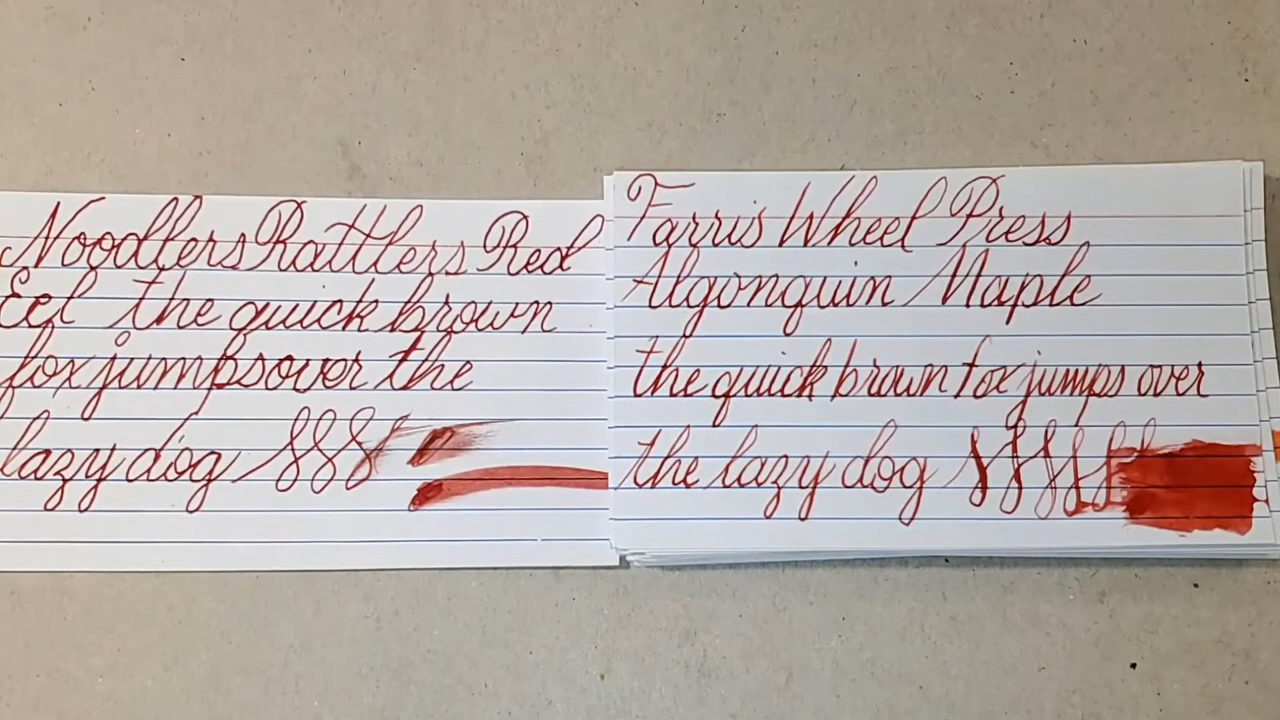 Noodlers Rattlers Red
Eel the quick brown
fox jumps over the
lazy dog
Farris Wheel Press
Algonquin Maple
the quick brown fox jumps over
the lazy dog